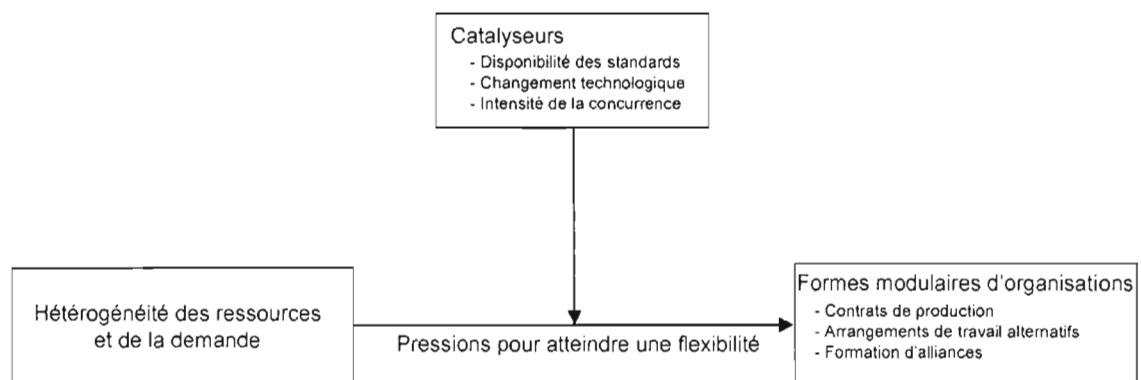 Catalyseurs
- Disponibilité des standards
- Changement technologique
- Intensité de la concurrence
Hétérogénéité des ressources
et de la demande
Pressions pour atteindre une flexibilité
Formes modulaires d'organisations
- Contrats de production
- Arrangements de travail alternatifs
- Formation d'alliances